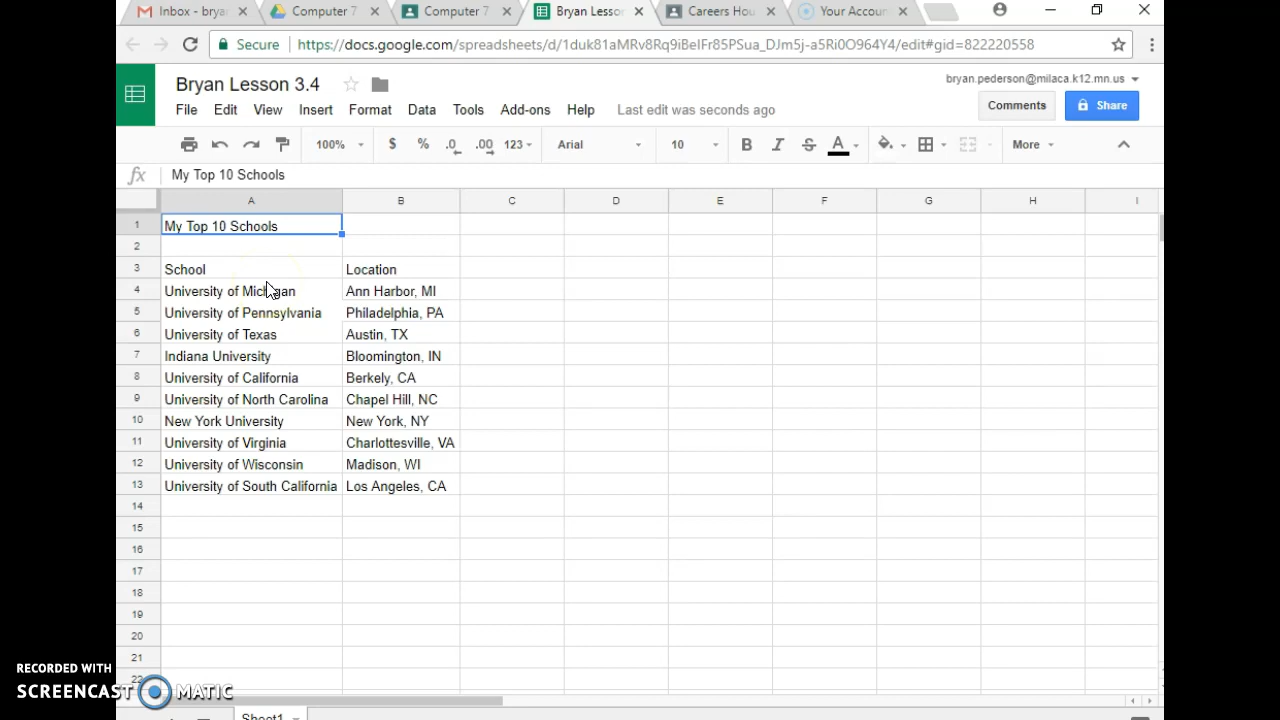 Inbox - bryan
Computer 7
Computer 7
Bryan Lesso
Careers Hou
Your Accoun
Secure
https://docs.google.com/spreadsheets/d/1duk81aMRv8Rq9iBeIFr85PSua_DJm5j-a5Ri0O964Y4/edit#gid=822220558
Bryan Lesson 3.4
bryan.pederson@milaca.k12.mn.us
File Edit View Insert Format Data Tools Add-ons Help Last edit was seconds ago
Comments
Share
100% $ % .0 .00 123 Arial 10 B I S A More
fx My Top 10 Schools
A B C D E F G H I
1 My Top 10 Schools
2
3 School Location
4 University of Michigan Ann Harbor, MI
5 University of Pennsylvania Philadelphia, PA
6 University of Texas Austin, TX
7 Indiana University Bloomington, IN
8 University of California Berkely, CA
9 University of North Carolina Chapel Hill, NC
10 New York University New York, NY
11 University of Virginia Charlottesville, VA
12 University of Wisconsin Madison, WI
13 University of South California Los Angeles, CA
14
15
16
17
18
19
20
21
22
Sheet1
RECORDED WITH
SCREENCAST MATIC